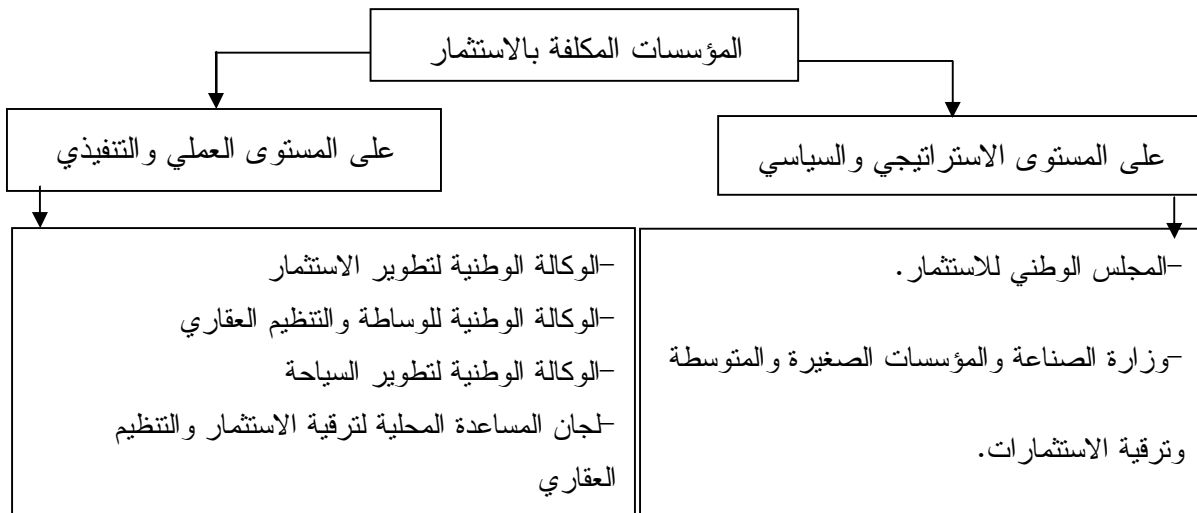 المؤسسات المكلفة بالاستثمار
على المستوى الاستراتيجي والسياسي
على المستوى العملي والتنفيذي
-المجلس الوطني للاستثمار.
-وزارة الصناعة والمؤسسات الصغيرة والمتوسطة
وترقية الاستثمارات.
-الوكالة الوطنية لتطوير الاستثمار
-الوكالة الوطنية للوساطة والتنظيم العقاري
-الوكالة الوطنية لتطوير السياحة
-لجان المساعدة المحلية لترقية الاستثمار والتنظيم
العقاري